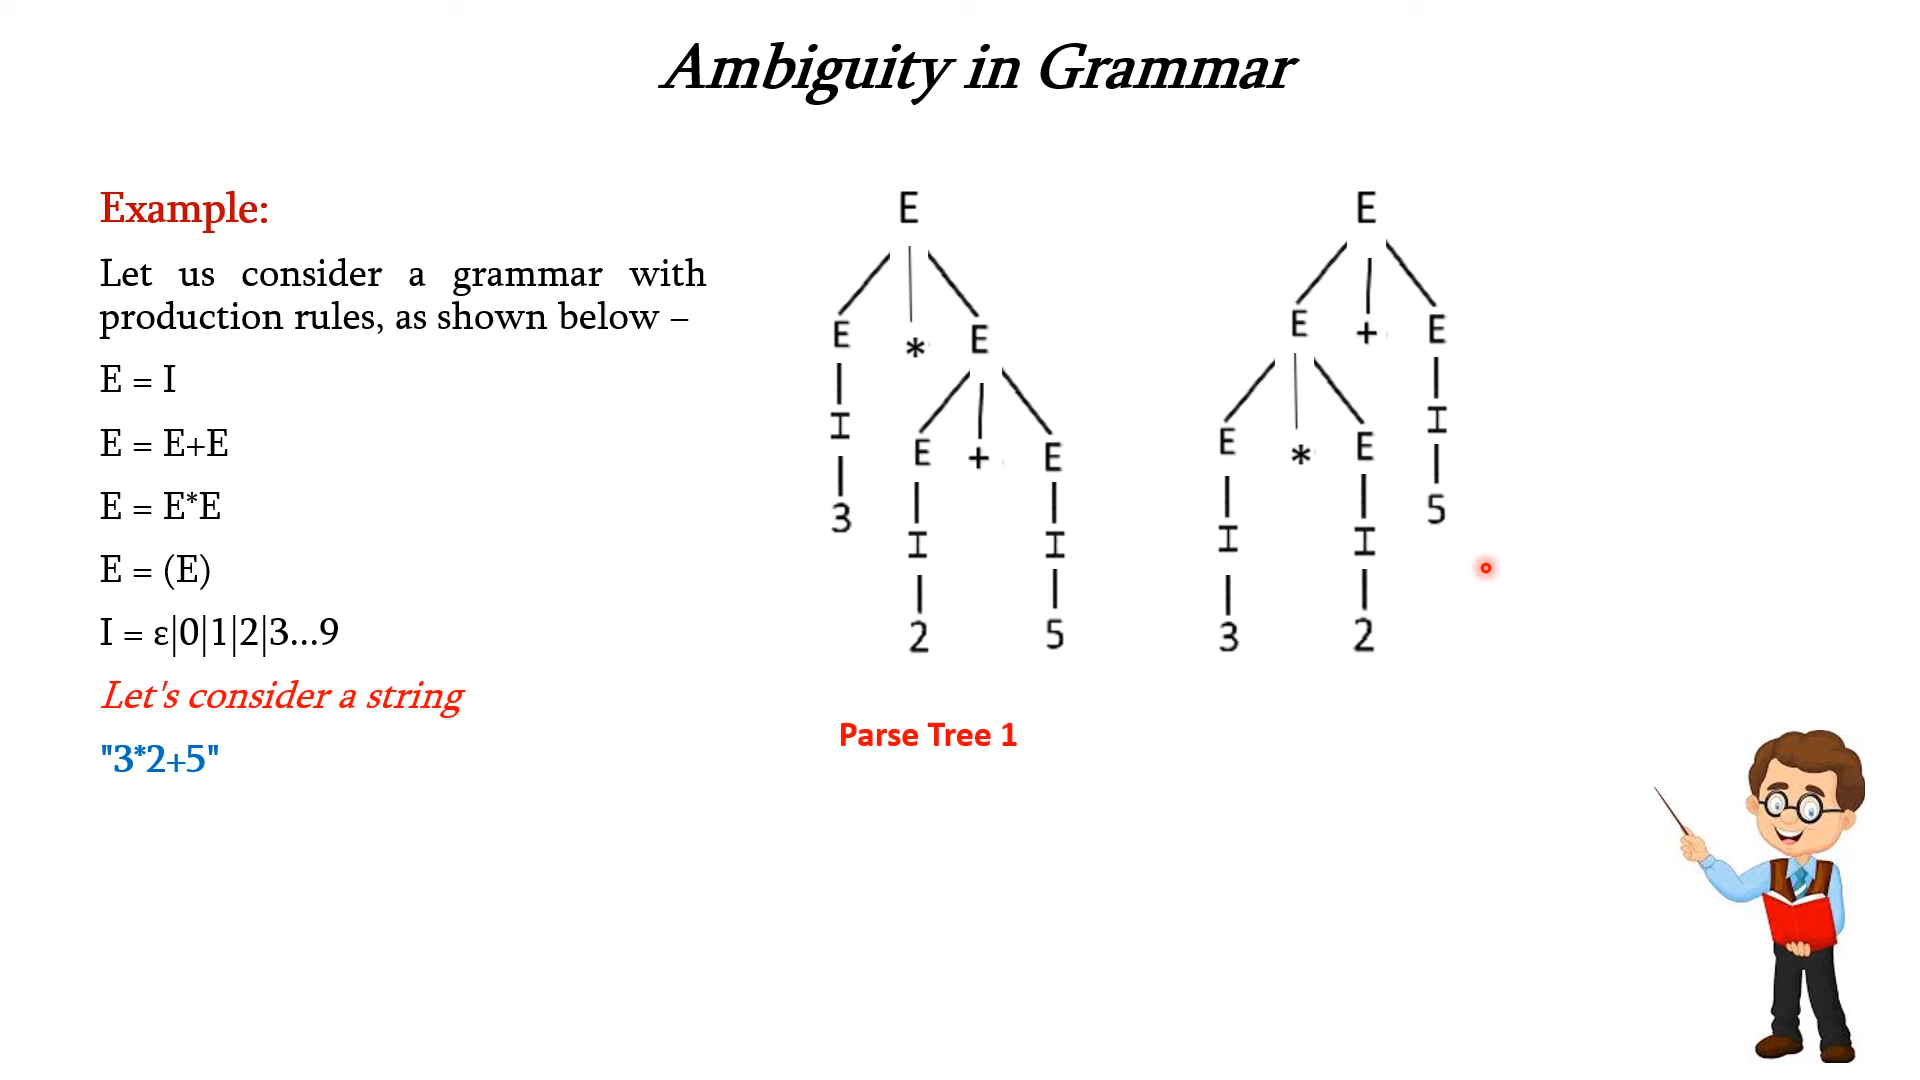 Ambiguity in Grammar
Example:
Let us consider a grammar with
production rules, as shown below –
E = I
E = E+E
E = E*E
E = (E)
I = ε|0|1|2|3...9
Let's consider a string
"3*2+5"
E
E * E
I
E + E
3
I I
2 5
E
E + E
I
E * E
5
I I
3 2
Parse Tree 1